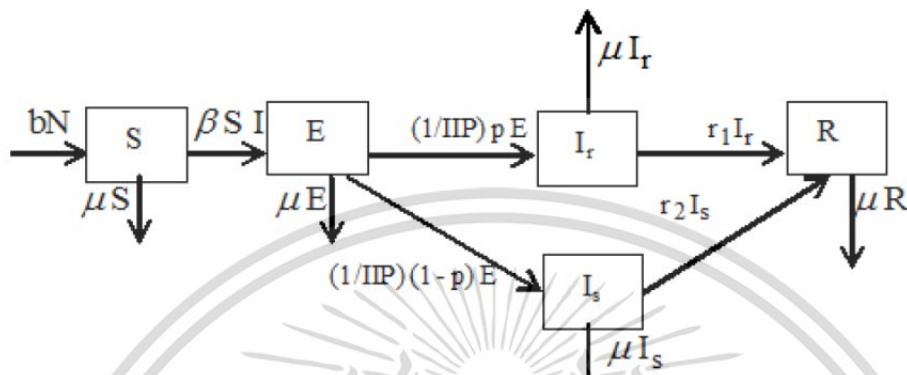 μ I_r
bN
S
β S I
E
(1/IIP) p E
I_r
r_1 I_r
R
μ S
μ E
r_2 I_s
μ R
(1/IIP) (1 - p) E
I_s
μ I_s